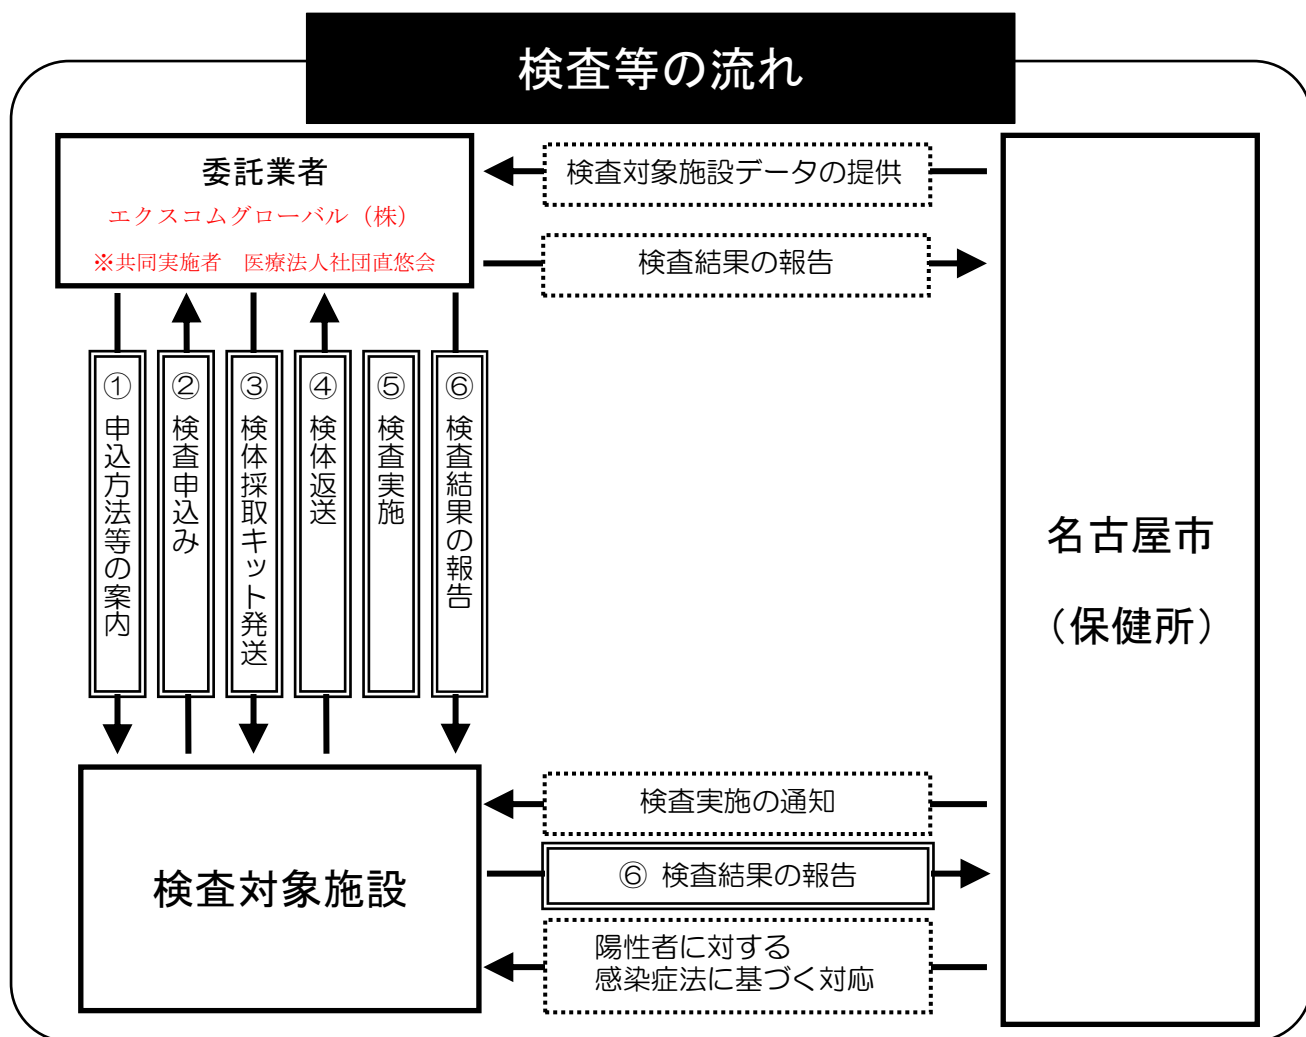 検査等の流れ
委託業者
エクスコムグローバル（株）
※共同実施者　医療法人社団直悠会
検査対象施設データの提供
検査結果の報告
① 申込方法等の案内
② 検査申込み
③ 検体採取キット発送
④ 検体返送
⑤ 検査実施
⑥ 検査結果の報告
名古屋市
（保健所）
検査対象施設
検査実施の通知
⑥ 検査結果の報告
陽性者に対する
感染症法に基づく対応